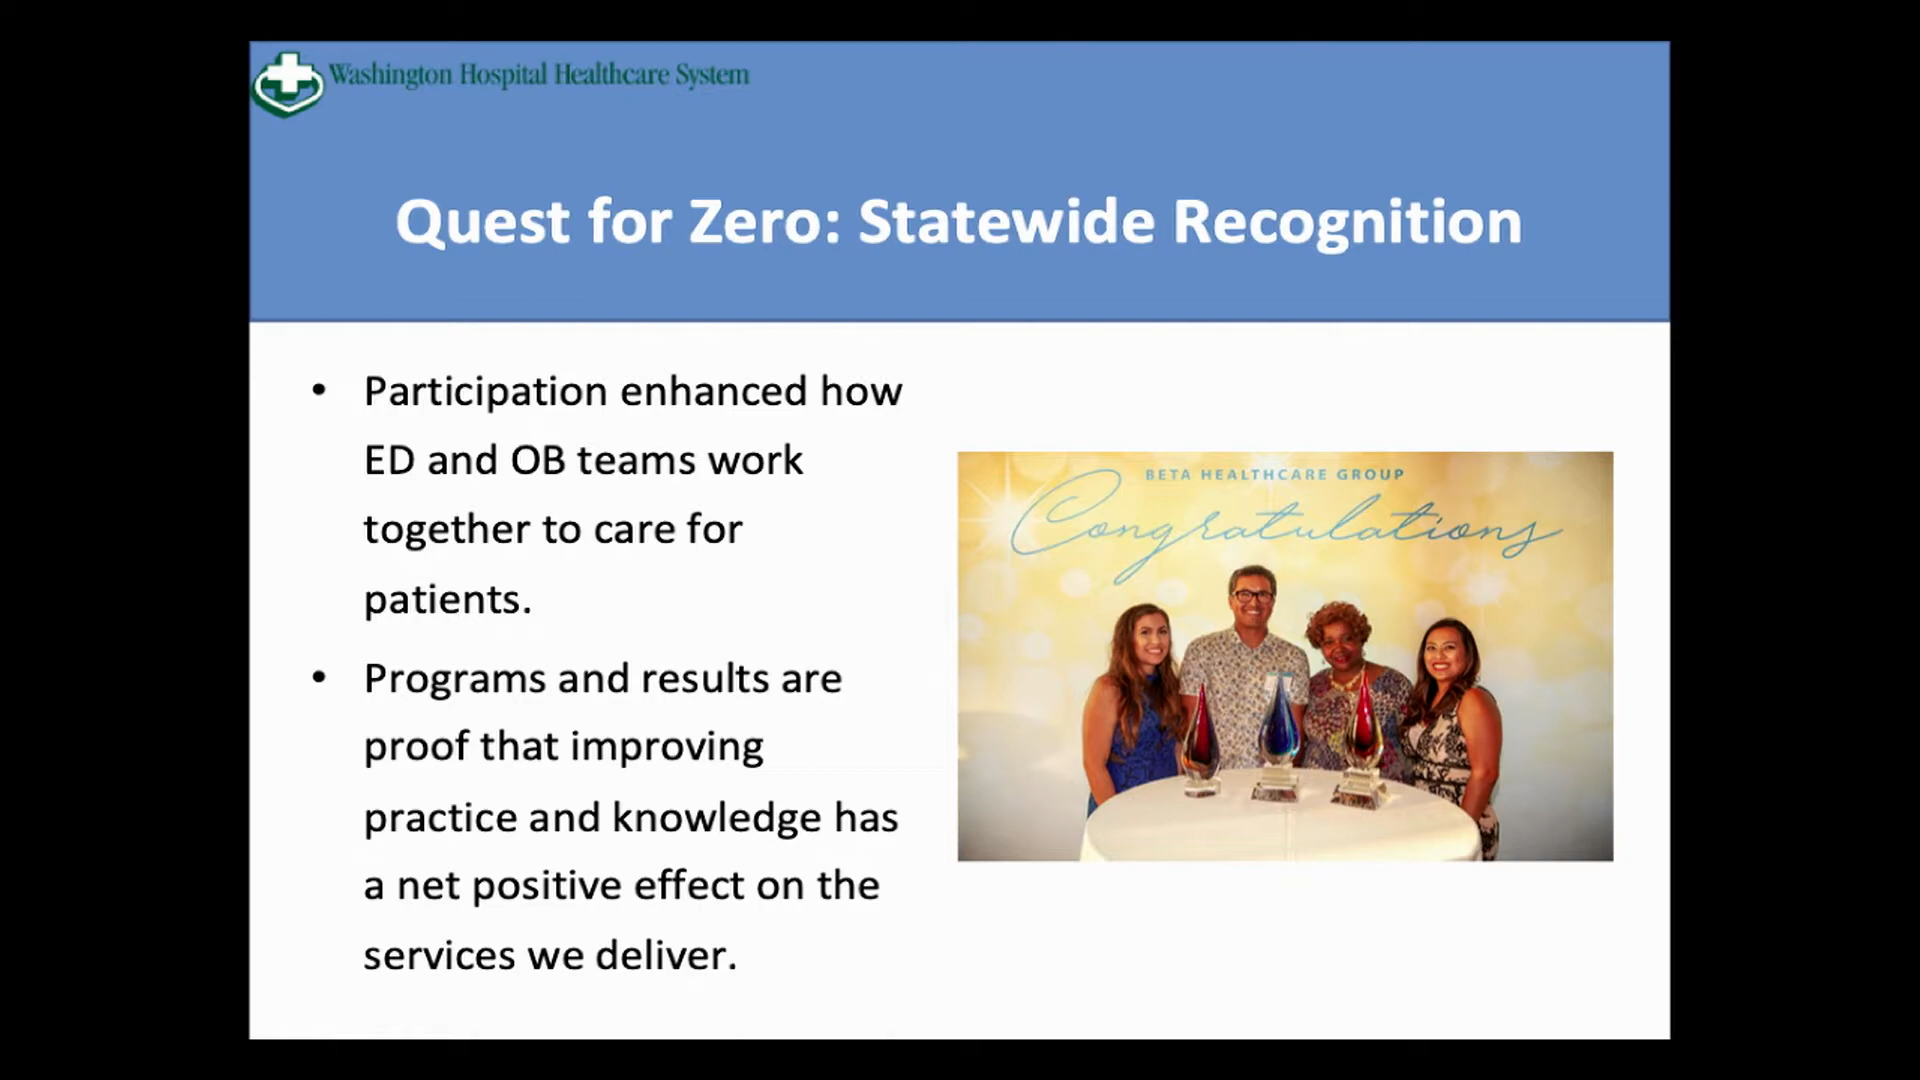 Washington Hospital Healthcare System
Quest for Zero: Statewide Recognition
• Participation enhanced how
ED and OB teams work
together to care for
patients.
• Programs and results are
proof that improving
practice and knowledge has
a net positive effect on the
services we deliver.
BETA HEALTHCARE GROUP
Congratulations